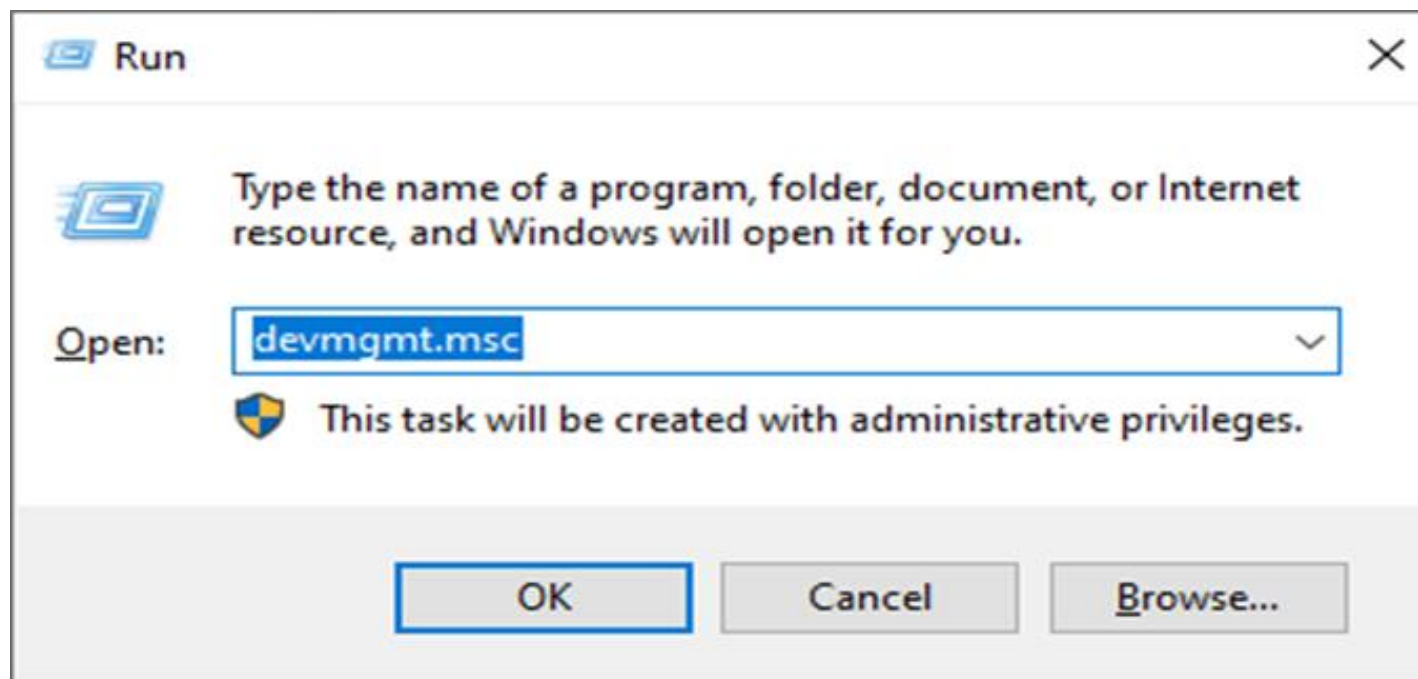 Run
Type the name of a program, folder, document, or Internet
resource, and Windows will open it for you.
Open: devmgmt.msc
This task will be created with administrative privileges.
OK Cancel Browse...